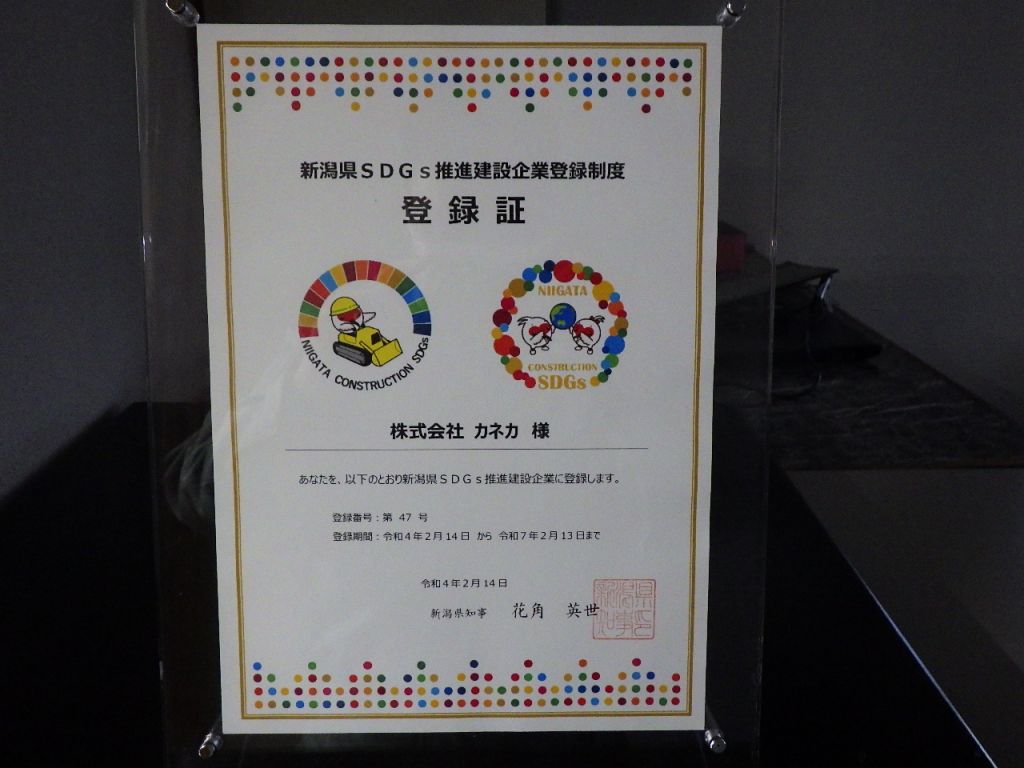 新潟県SDGs推進建設企業登録制度
登録証
NIIGATA CONSTRUCTION SDGs
NIIGATA
CONSTRUCTION
SDGs
株式会社 カネカ 様
あなたを、以下のとおり新潟県SDGs推進建設企業に登録します。
登録番号：第 47 号
登録期間：令和4年2月14日 から 令和7年2月13日まで
令和4年2月14日
新潟県知事 花角 英世
新潟県
知事印